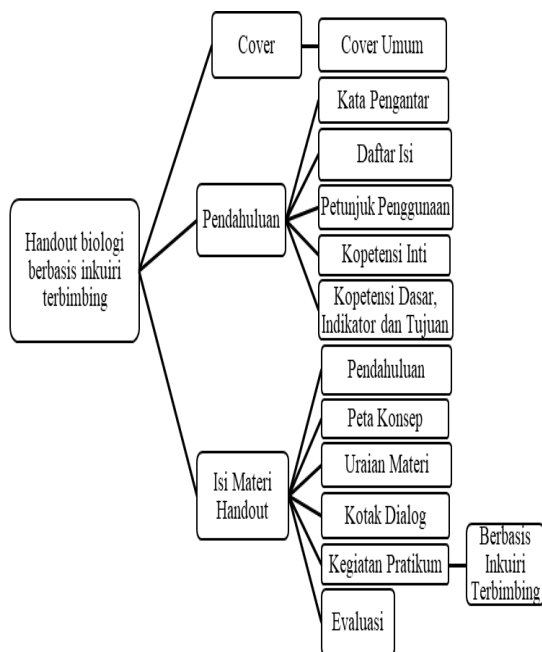 Cover
Cover Umum
Kata Pengantar
Daftar Isi
Handout biologi
berbasis inkuiri
terbimbing
Pendahuluan
Petunjuk Penggunaan
Kopetensi Inti
Kopetensi Dasar,
Indikator dan Tujuan
Pendahuluan
Peta Konsep
Isi Materi
Handout
Uraian Materi
Kotak Dialog
Kegiatan Pratikum
Berbasis
Inkuiri
Terbimbing
Evaluasi